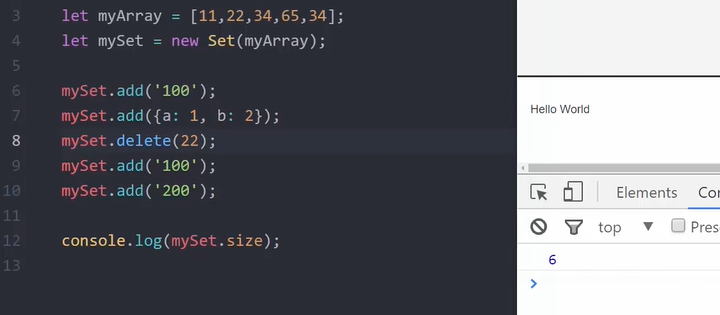 3 let myArray = [11,22,34,65,34];
4 let mySet = new Set(myArray);
5
6 mySet.add('100');
7 mySet.add({a: 1, b: 2});
8 mySet.delete(22);
9 mySet.add('100');
10 mySet.add('200');
11
12 console.log(mySet.size);
13
Hello World
Elements
top
6